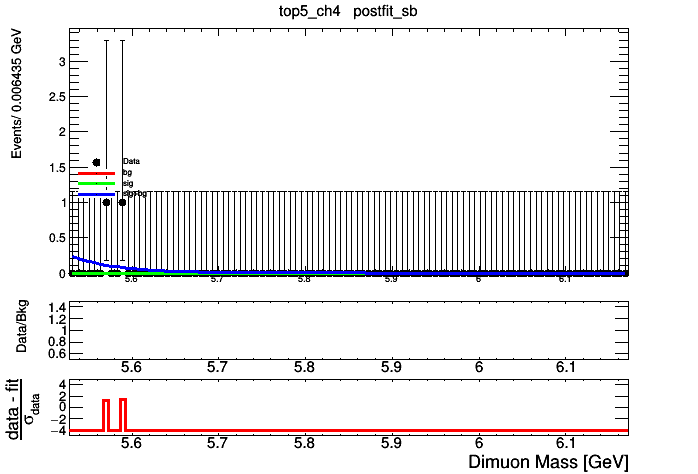 top5_ch4 postfit_sb
Events/ 0.006435 GeV
3
2.5
2
1.5
1
0.5
0
Data
bg
sig
sig+bg
5.6 5.7 5.8 5.9 6 6.1
Data/Bkg
1.4
1.2
1
0.8
0.6
5.6 5.7 5.8 5.9 6 6.1
data - fit
σdata
4
2
0
−2
−4
5.6 5.7 5.8 5.9 6 6.1
Dimuon Mass [GeV]